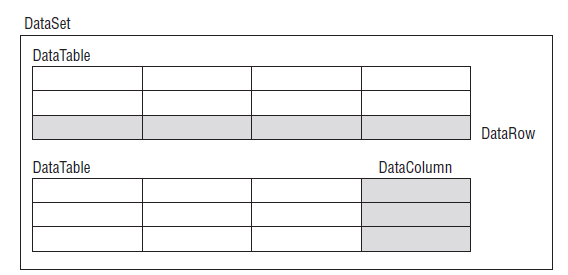 DataSet
DataTable
DataRow
DataTable DataColumn